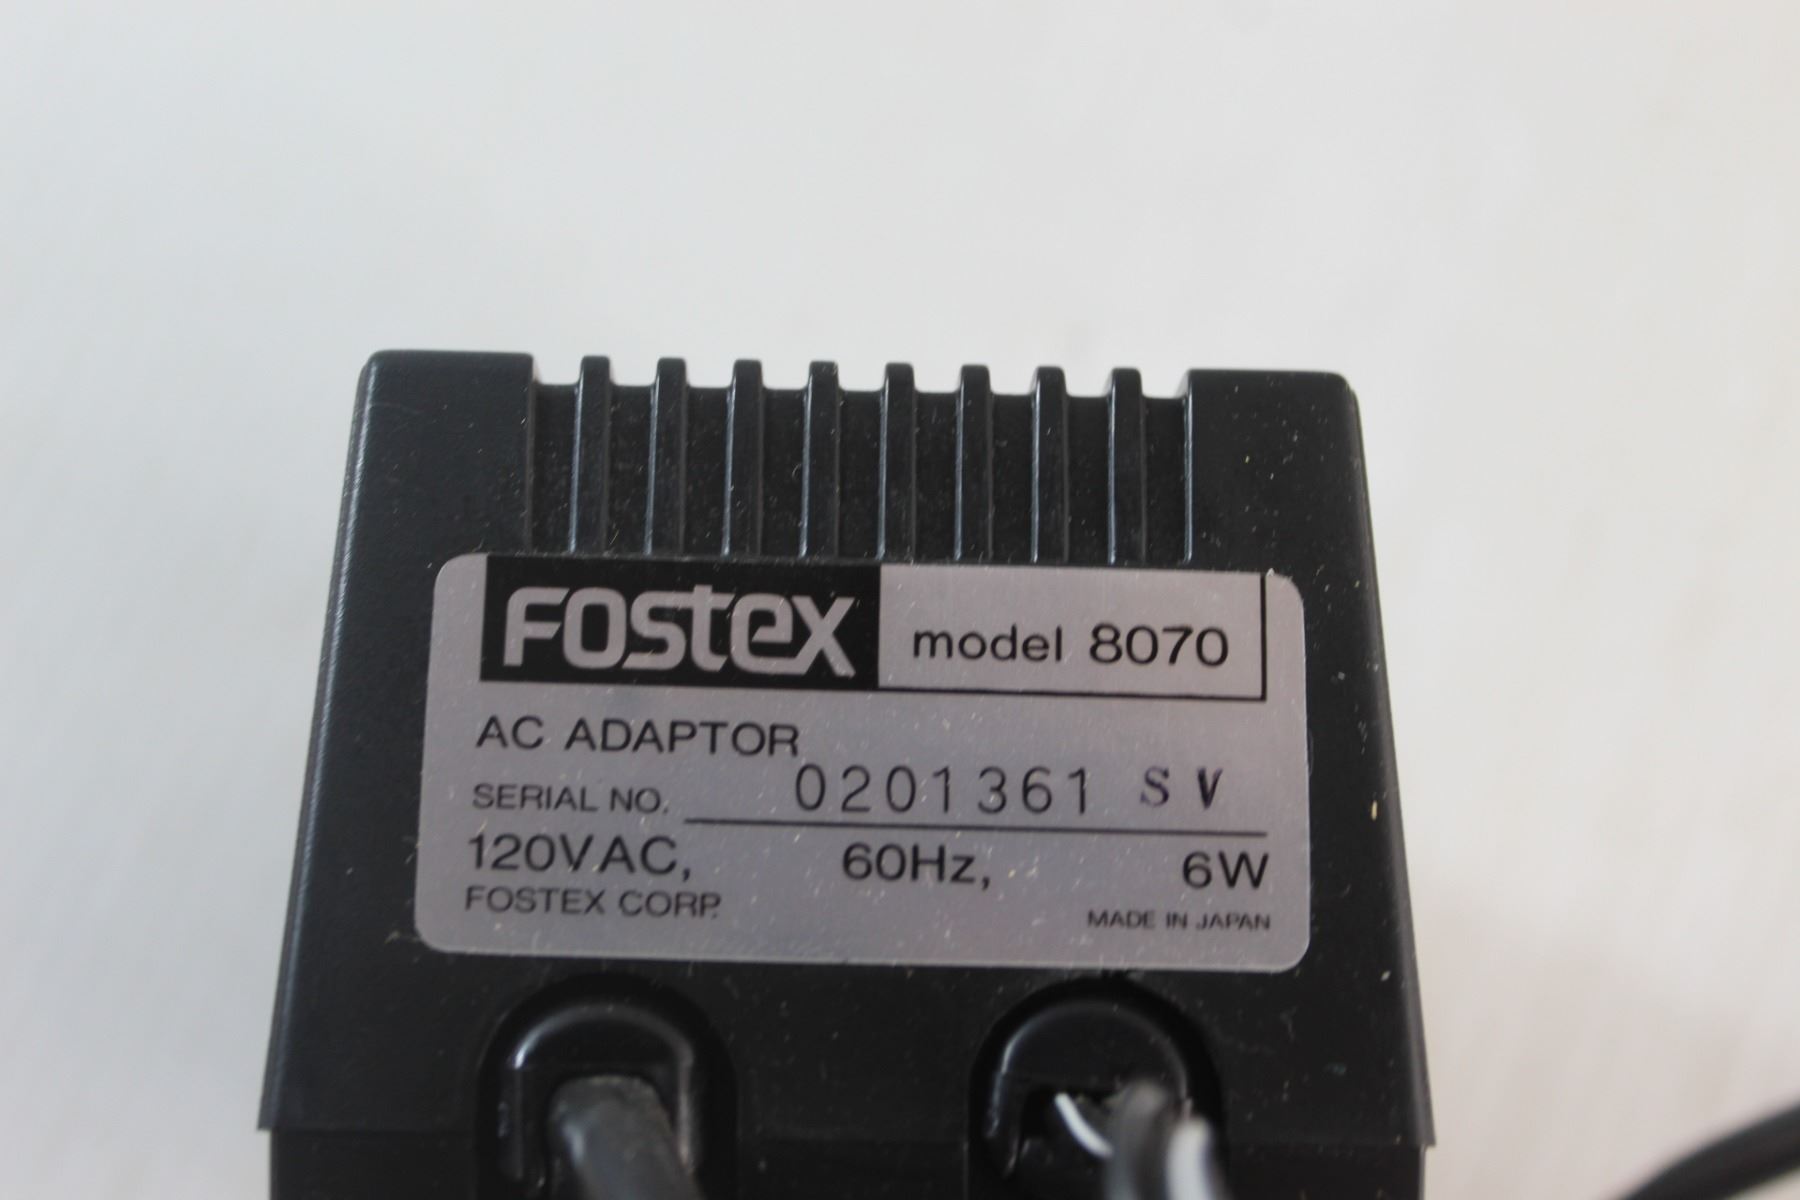 FOSTEX model 8070
AC ADAPTOR
SERIAL NO. 0201361 SV
120VAC, 60Hz, 6W
FOSTEX CORP. MADE IN JAPAN